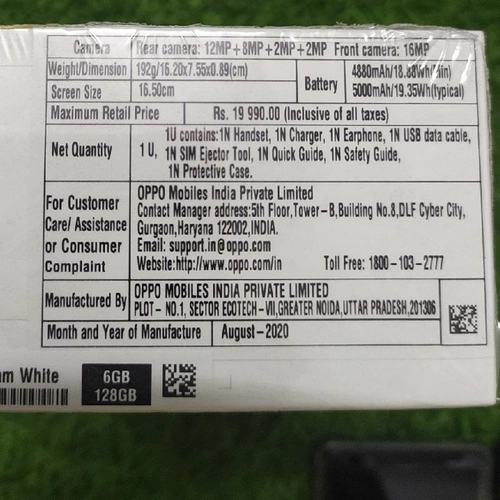 Camera Rear camera: 12MP+8MP+2MP+2MP Front camera: 16MP
Weight/Dimension 192g/16.20x7.55x0.89(cm)
Battery 4880mAh/18.88Wh(min)
5000mAh/19.35Wh(typical)
Screen Size 16.50cm
Maximum Retail Price Rs. 19 990.00 (Inclusive of all taxes)
Net Quantity 1 U, 1U contains: 1N Handset, 1N Charger, 1N Earphone, 1N USB data cable,
1N SIM Ejector Tool, 1N Quick Guide, 1N Safety Guide,
1N Protective Case.
For Customer
Care/ Assistance
or Consumer
Complaint
OPPO Mobiles India Private Limited
Contact Manager address:5th Floor,Tower-B,Building No.8,DLF Cyber City,
Gurgaon,Haryana 122002,INDIA.
Email: support.in@oppo.com
Website:http://www.oppo.com/in Toll Free: 1800-103-2777
Manufactured By OPPO MOBILES INDIA PRIVATE LIMITED
PLOT- NO.1, SECTOR ECOTECH-VII,GREATER NOIDA,UTTAR PRADESH,201306
Month and Year of Manufacture August-2020
White 6GB
128GB